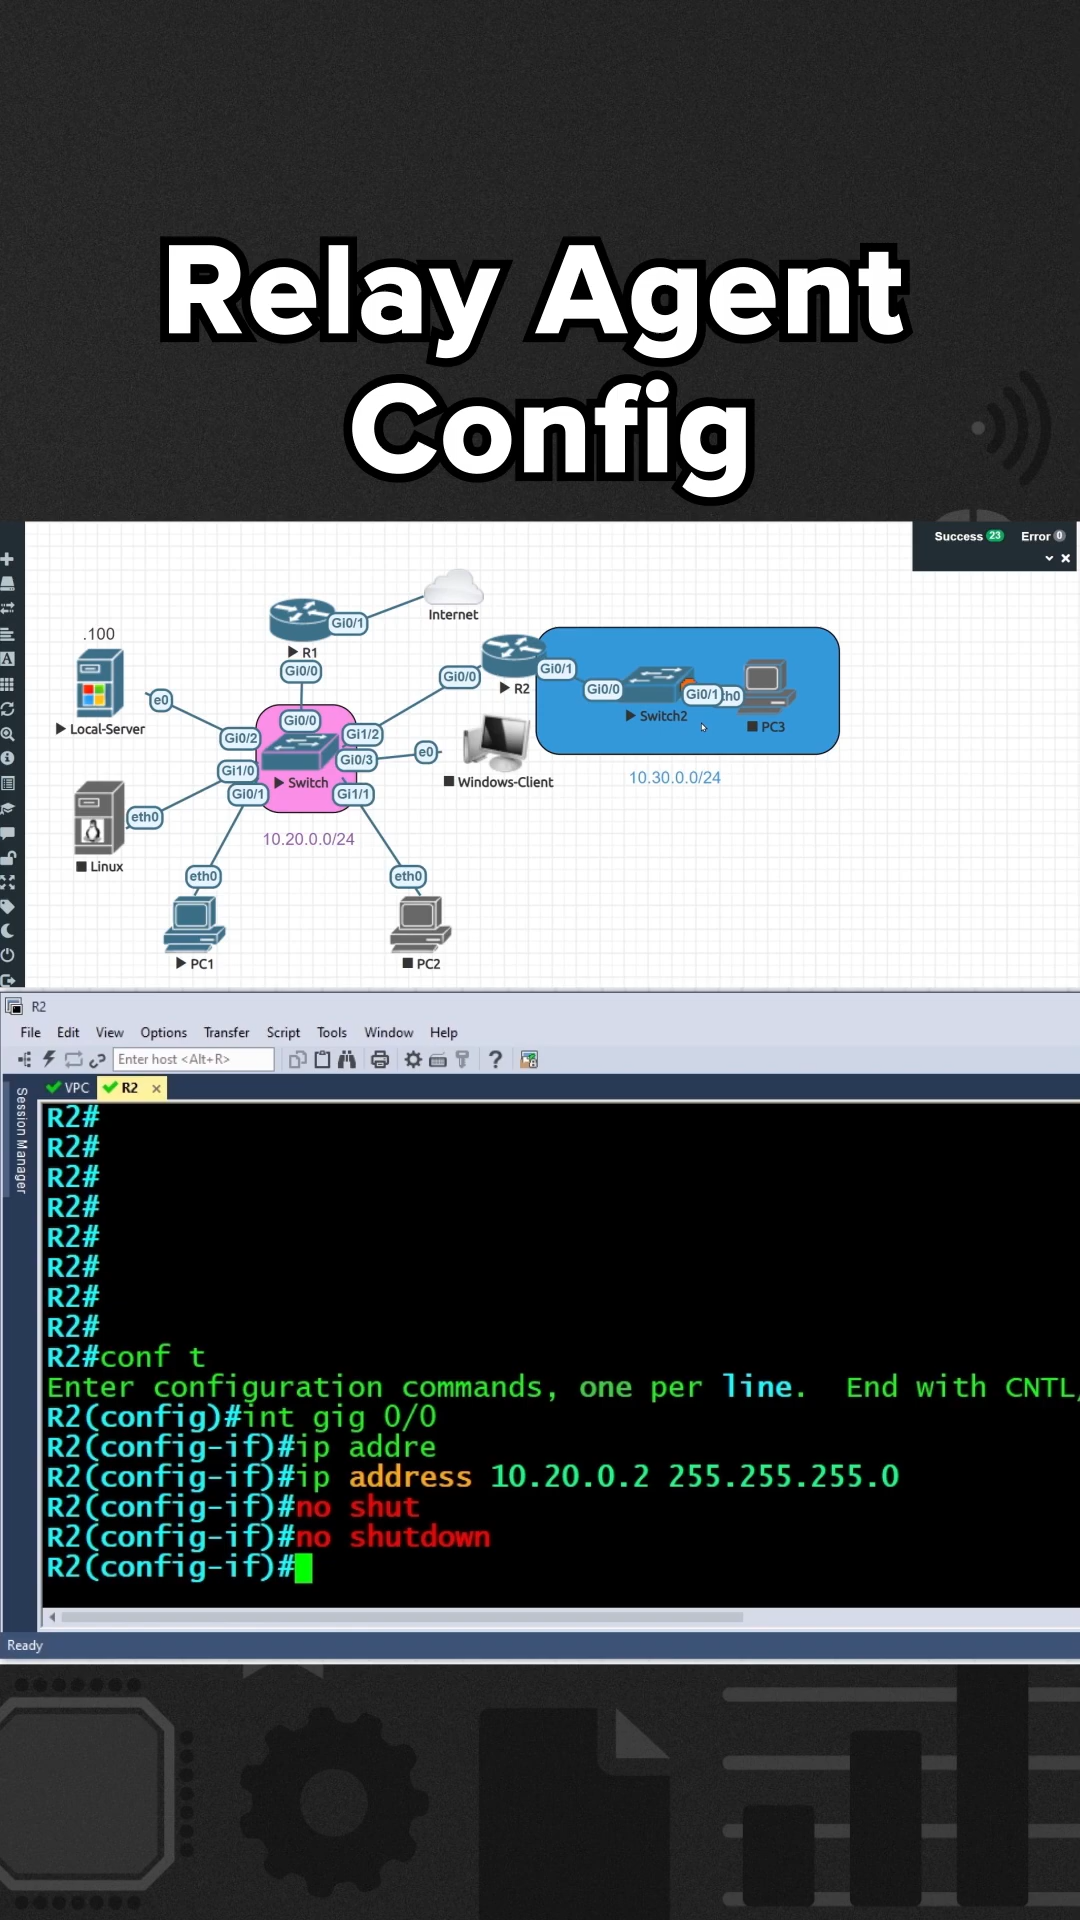 Relay Agent
Config
Success 23 Error 0
.100
Internet
Gi0/1
R1
Gi0/0
Gi0/0
R2
Gi0/1
e0
Gi0/0
Gi0/1
th0
Local-Server
Switch2
PC3
Gi0/0
Gi0/2
Gi1/2
Gi0/3
e0
Gi1/0
Switch
Windows-Client
10.30.0.0/24
Gi0/1
Gi1/1
eth0
10.20.0.0/24
Linux
eth0
eth0
PC1
PC2
R2
File Edit View Options Transfer Script Tools Window Help
Enter host <Alt+R>
VPC R2
Session Manager
R2#
R2#
R2#
R2#
R2#
R2#
R2#
R2#
R2#conf t
Enter configuration commands, one per line. End with CNTL/
R2(config)#int gig 0/0
R2(config-if)#ip addre
R2(config-if)#ip address 10.20.0.2 255.255.255.0
R2(config-if)#no shut
R2(config-if)#no shutdown
R2(config-if)#
Ready